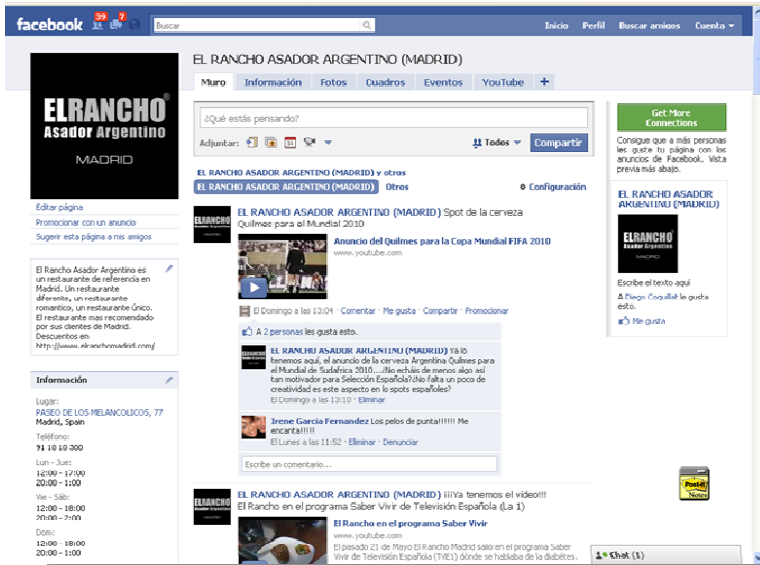 facebook
39
7
Buscar
Inicio Perfil Buscar amigos Cuenta
ELRANCHO®
Asador Argentino
MADRID
EL RANCHO ASADOR ARGENTINO (MADRID)
Muro Información Fotos Cuadros Eventos YouTube +
¿Qué estás pensando?
Adjuntar:
31
Todos
Compartir
EL RANCHO ASADOR ARGENTINO (MADRID) y otros
EL RANCHO ASADOR ARGENTINO (MADRID) Otros
Configuración
Editar página
Promocionar con un anuncio
Sugerir esta página a mis amigos
El Rancho Asador Argentino es
un restaurante de referencia en
Madrid. Un restaurante
diferente, un restaurante
romantico, un restaurante único.
El restaurante mas recomendado
por sus clientes de Madrid.
Descuentos en:
http://www.elranchomadrid.com/
Información
Lugar:
PASEO DE LOS MELANCOLICOS, 77
Madrid, Spain
Teléfono:
Lun - Jue:
12:00 - 17:00
20:00 - 1:00
Vie - Sáb:
12:00 - 18:00
20:00 - 2:00
Dom:
12:00 - 18:00
20:00 - 1:00
ELRANCHO
Asador Argentino
MADRID
EL RANCHO ASADOR ARGENTINO (MADRID) Spot de la cerveza
Quilmes para el Mundial 2010
Anuncio del Quilmes para la Copa Mundial FIFA 2010
www.youtube.com
El Domingo a las 13:04 · Comentar · Me gusta · Compartir · Promocionar
A 2 personas les gusta esto.
EL RANCHO ASADOR ARGENTINO (MADRID) Ya lo
tenemos aquí, el anuncio de la cerveza Argentina Quilmes para
el Mundial de Sudafrica 2010....¿No echáis de menos algo así
tan motivador para Selección Española?¿No falta un poco de
creatividad es este aspecto en lo spots españoles?
El Domingo a las 13:10 · Eliminar
Irene García Fernandez Los pelos de punta!!!!!! Me
encanta!!!!!
El Lunes a las 11:52 · Eliminar · Denunciar
Escribe un comentario...
ELRANCHO
EL RANCHO ASADOR ARGENTINO (MADRID) ¡¡¡Ya tenemos el vídeo!!!
El Rancho en el programa Saber Vivir de Televisión Española (La 1)
El Rancho en el programa Saber Vivir
www.youtube.com
El pasado 21 de Mayo El Rancho Madrid salió en el programa Saber
Vivir de Televisión Española (TVE1) dónde se hablaba de la diabetes.
Get More
Connections
Consigue que a más personas
les guste tu página con los
anuncios de Facebook. Vista
previa más abajo.
EL RANCHO ASADOR
ARGENTINO (MADRID)
ELRANCHO
Asador Argentino
MADRID
Escribe el texto aquí
A Diego Coquillat le gusta
esto.
Me gusta
Post-it
Notes
Chat (1)